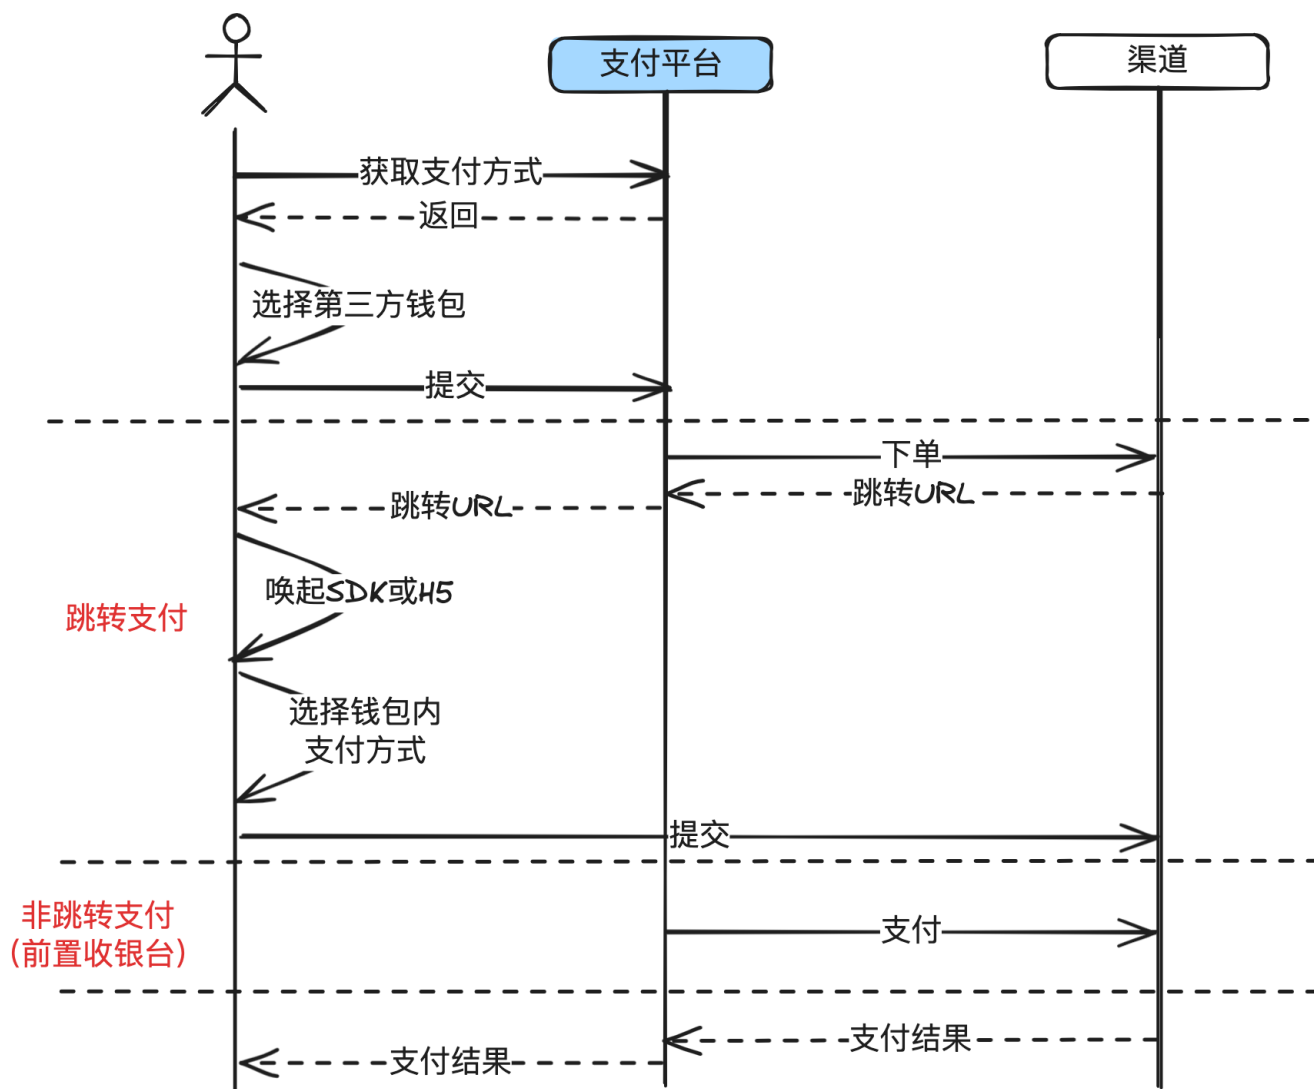 支付平台
渠道
获取支付方式
返回
选择第三方钱包
提交
下单
跳转URL
跳转URL
唤起SDK或H5
跳转支付
选择钱包内
支付方式
提交
非跳转支付
(前置收银台)
支付
支付结果
支付结果